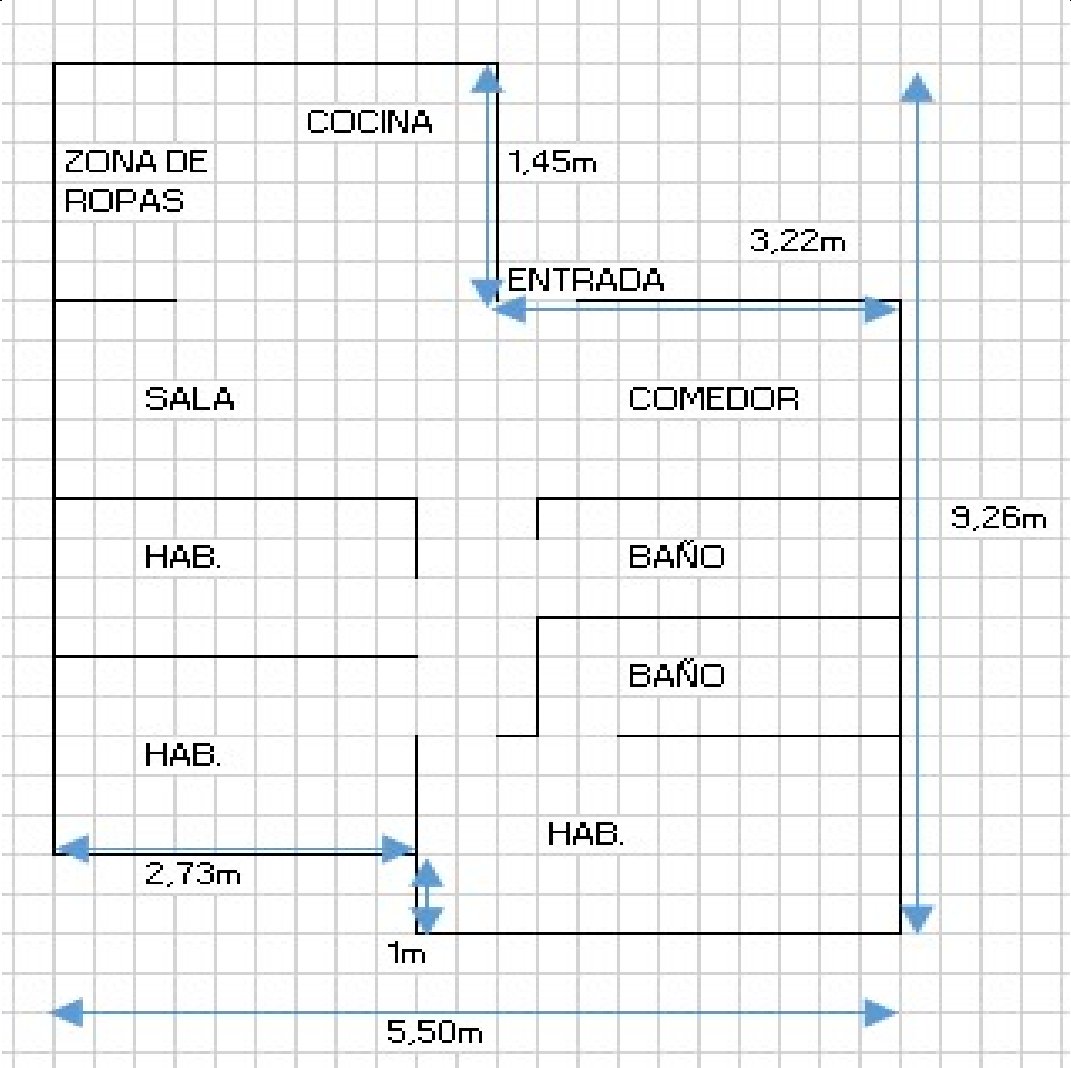 COCINA
ZONA DE
ROPAS
1,45m
3,22m
ENTRADA
SALA
COMEDOR
9,26m
HAB.
BAÑO
BAÑO
HAB.
HAB.
2,73m
1m
5,50m